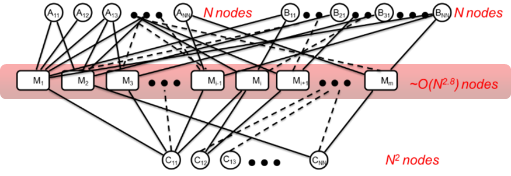 A11 A12 A13 ANN N nodes B11 B21 B31 BNN N nodes
M1 M2 M3 Mi-1 Mi Mi+1 Mm ~O(N2.8) nodes
C11 C12 C13 CNN N2 nodes